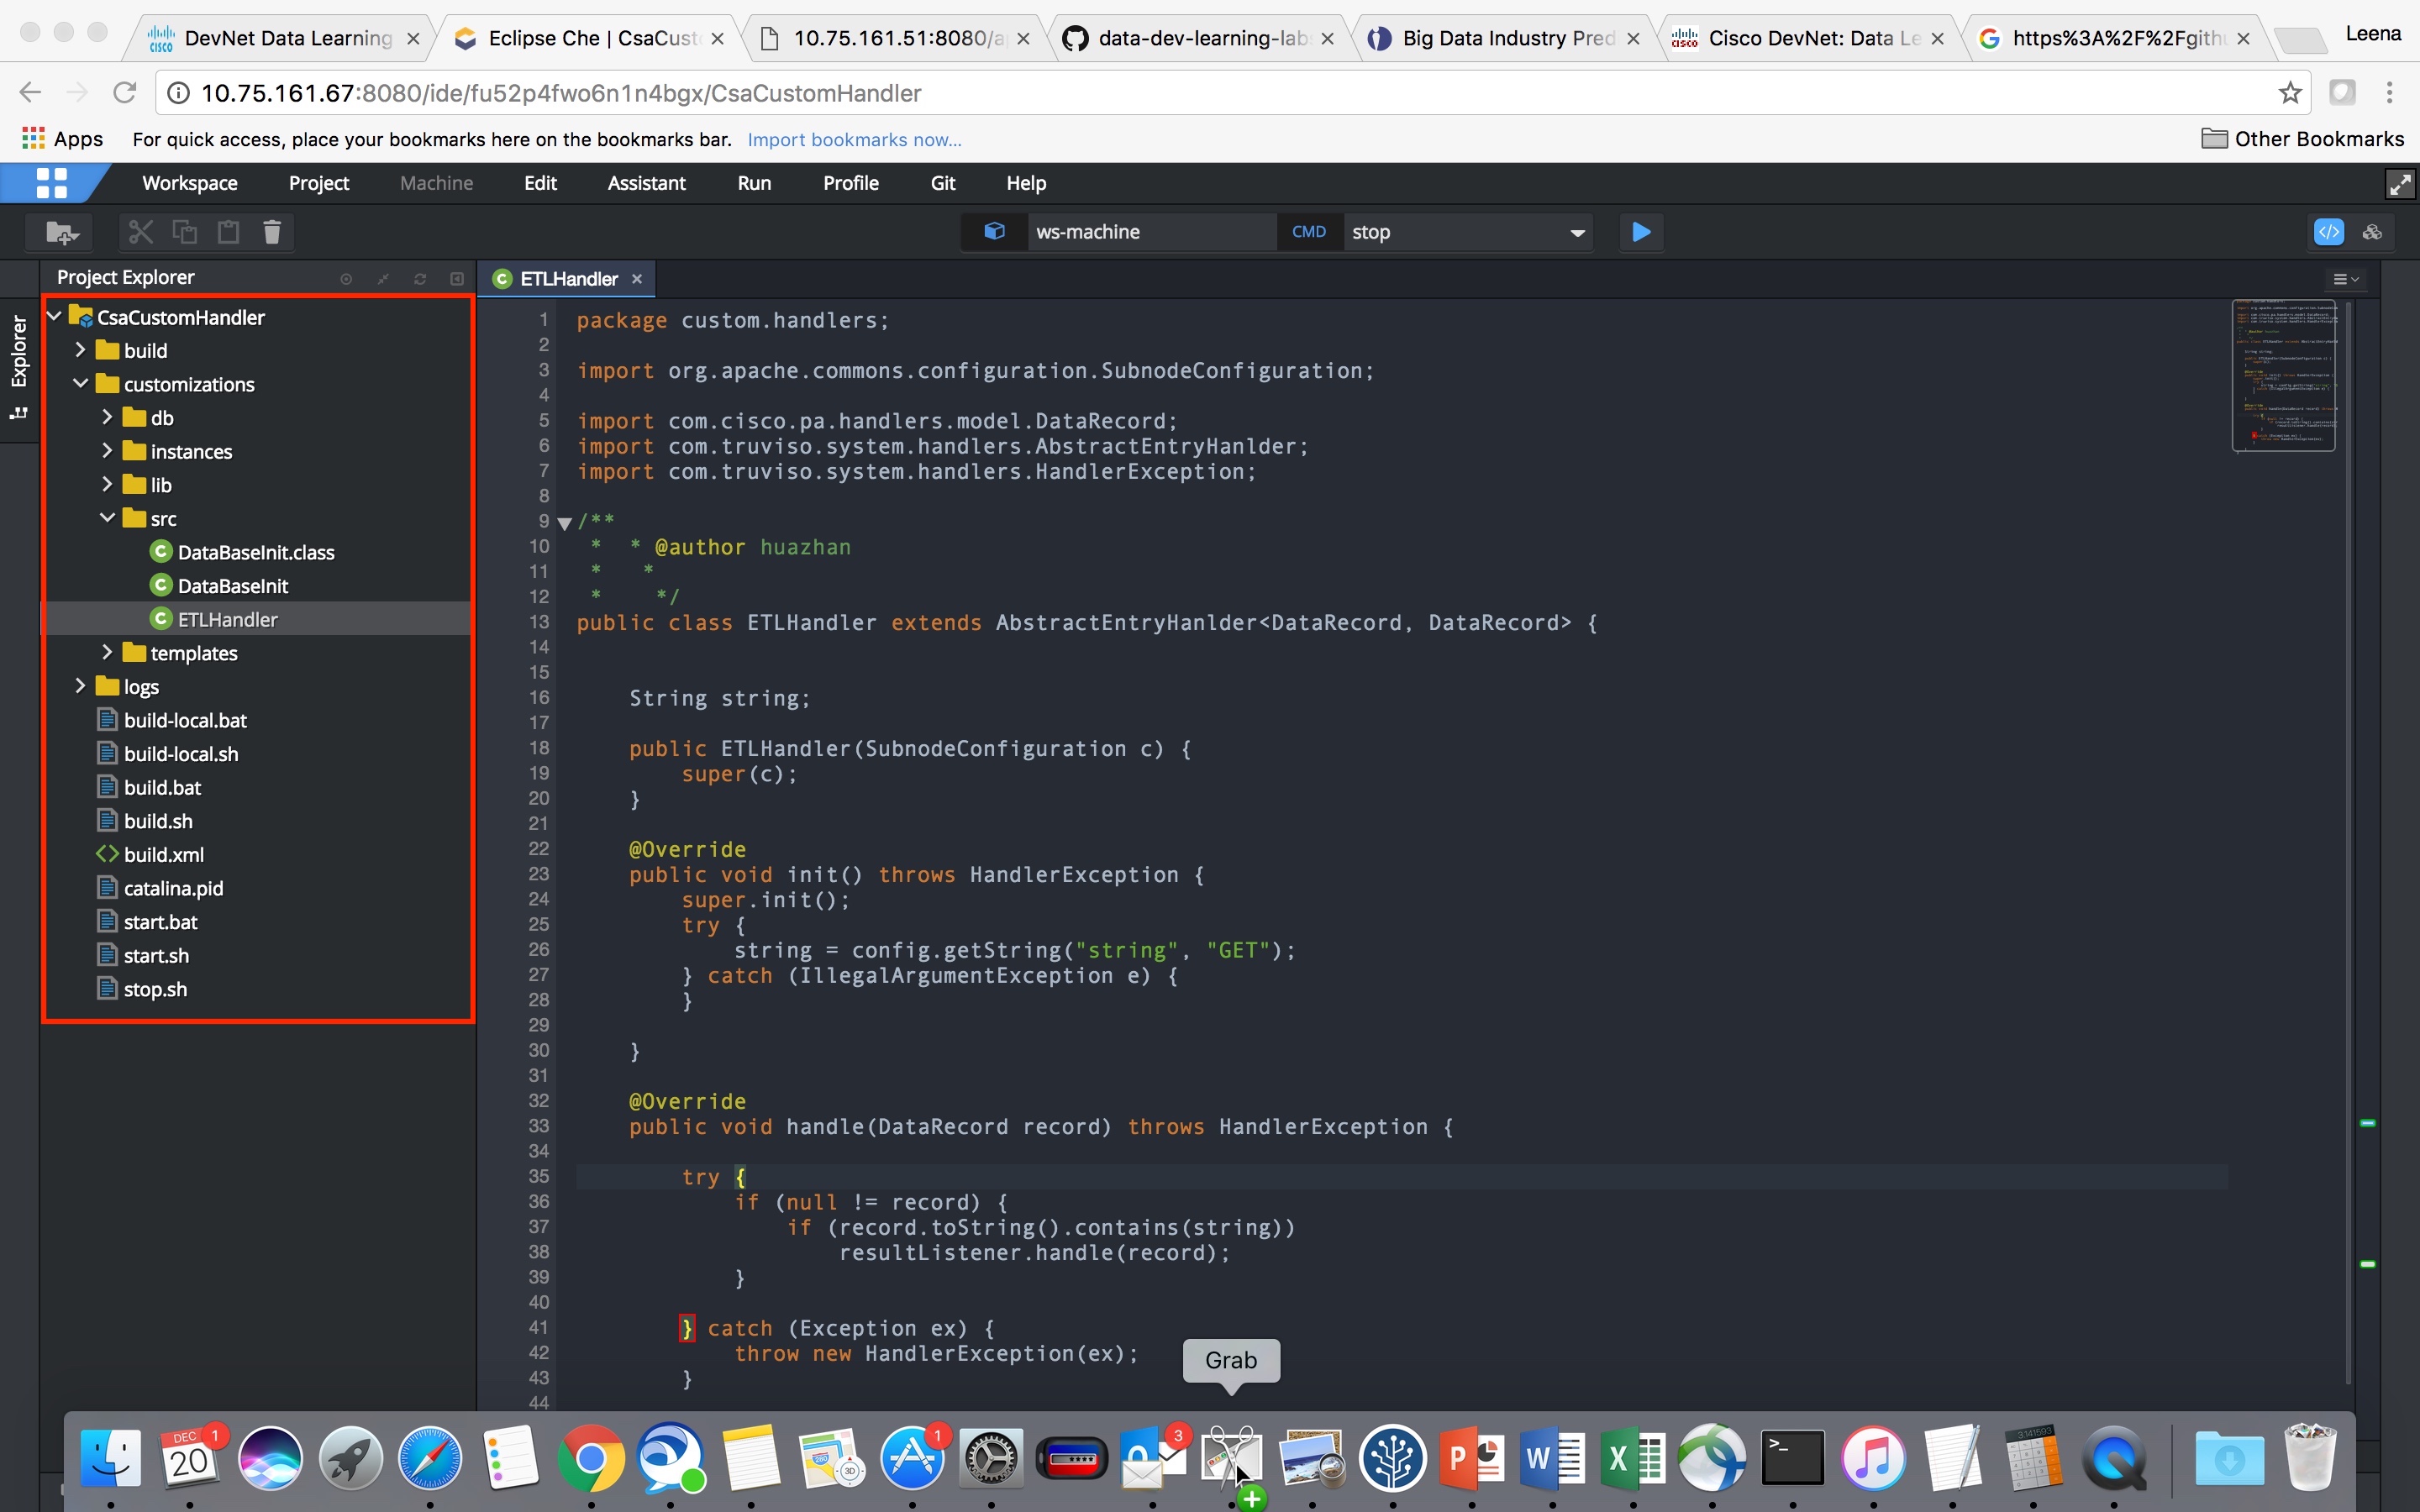 DevNet Data Learning
Eclipse Che | CsaCust
10.75.161.51:8080/a
data-dev-learning-lab
Big Data Industry Pred
Cisco DevNet: Data Le
https%3A%2F%2Fgith
Leena
10.75.161.67:8080/ide/fu52p4fwo6n1n4bgx/CsaCustomHandler
Apps
For quick access, place your bookmarks here on the bookmarks bar. Import bookmarks now...
Other Bookmarks
Workspace Project Machine Edit Assistant Run Profile Git Help
ws-machine CMD stop
Explorer
Project Explorer
CsaCustomHandler
build
customizations
db
instances
lib
src
DataBaseInit.class
DataBaseInit
ETLHandler
templates
logs
build-local.bat
build-local.sh
build.bat
build.sh
build.xml
catalina.pid
start.bat
start.sh
stop.sh
ETLHandler
1 package custom.handlers;
2
3 import org.apache.commons.configuration.SubnodeConfiguration;
4
5 import com.cisco.pa.handlers.model.DataRecord;
6 import com.truviso.system.handlers.AbstractEntryHanlder;
7 import com.truviso.system.handlers.HandlerException;
8
9 /**
10 * * @author huazhan
11 * *
12 * */
13 public class ETLHandler extends AbstractEntryHanlder<DataRecord, DataRecord> {
14
15
16 String string;
17
18 public ETLHandler(SubnodeConfiguration c) {
19 super(c);
20 }
21
22 @Override
23 public void init() throws HandlerException {
24 super.init();
25 try {
26 string = config.getString("string", "GET");
27 } catch (IllegalArgumentException e) {
28 }
29
30 }
31
32 @Override
33 public void handle(DataRecord record) throws HandlerException {
34
35 try {
36 if (null != record) {
37 if (record.toString().contains(string))
38 resultListener.handle(record);
39 }
40
41 } catch (Exception ex) {
42 throw new HandlerException(ex);
43 }
44
Grab
DEC
20
1
1
3